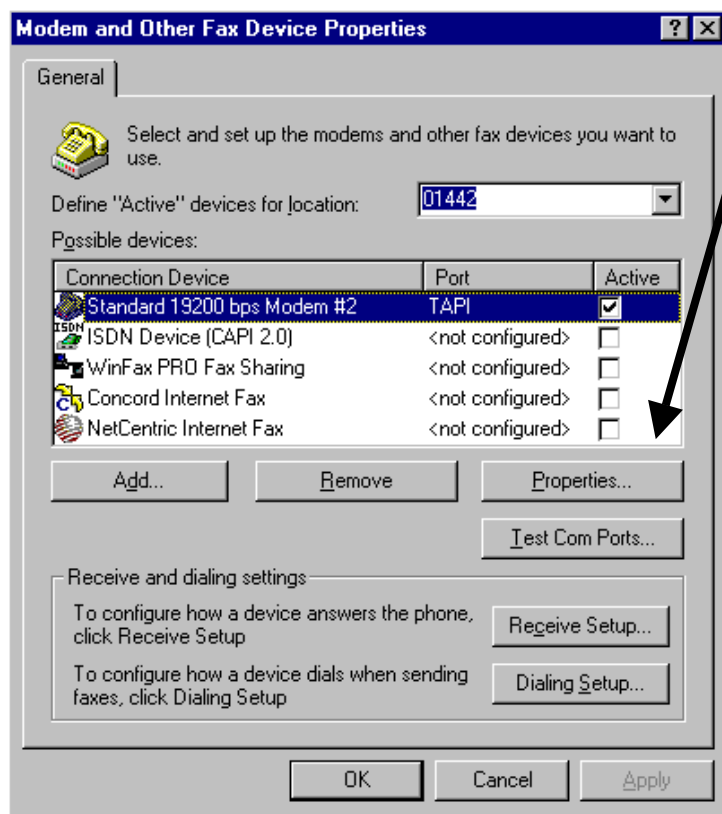 Modem and Other Fax Device Properties
General
Select and set up the modems and other fax devices you want to
use.
Define "Active" devices for location: 01442
Possible devices:
Connection Device Port Active
Standard 19200 bps Modem #2 TAPI
ISDN ISDN Device (CAPI 2.0) <not configured>
WinFax PRO Fax Sharing <not configured>
Concord Internet Fax <not configured>
NetCentric Internet Fax <not configured>
Add... Remove Properties...
Test Com Ports...
Receive and dialing settings
To configure how a device answers the phone,
click Receive Setup
Receive Setup...
To configure how a device dials when sending
faxes, click Dialing Setup
Dialing Setup...
OK Cancel Apply